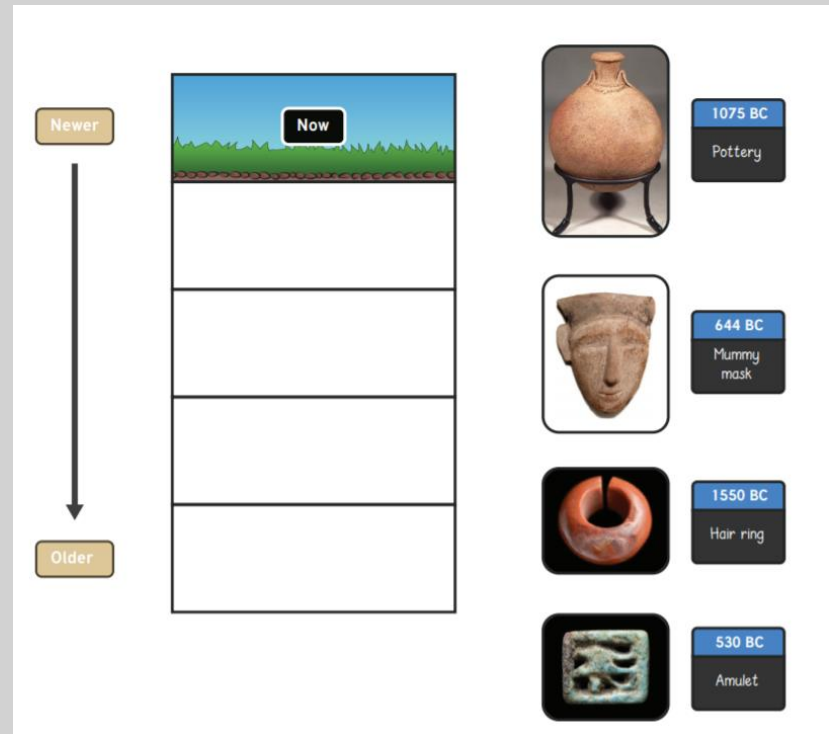 Newer
Now
Older
1075 BC
Pottery
644 BC
Mummy
mask
1550 BC
Hair ring
530 BC
Amulet